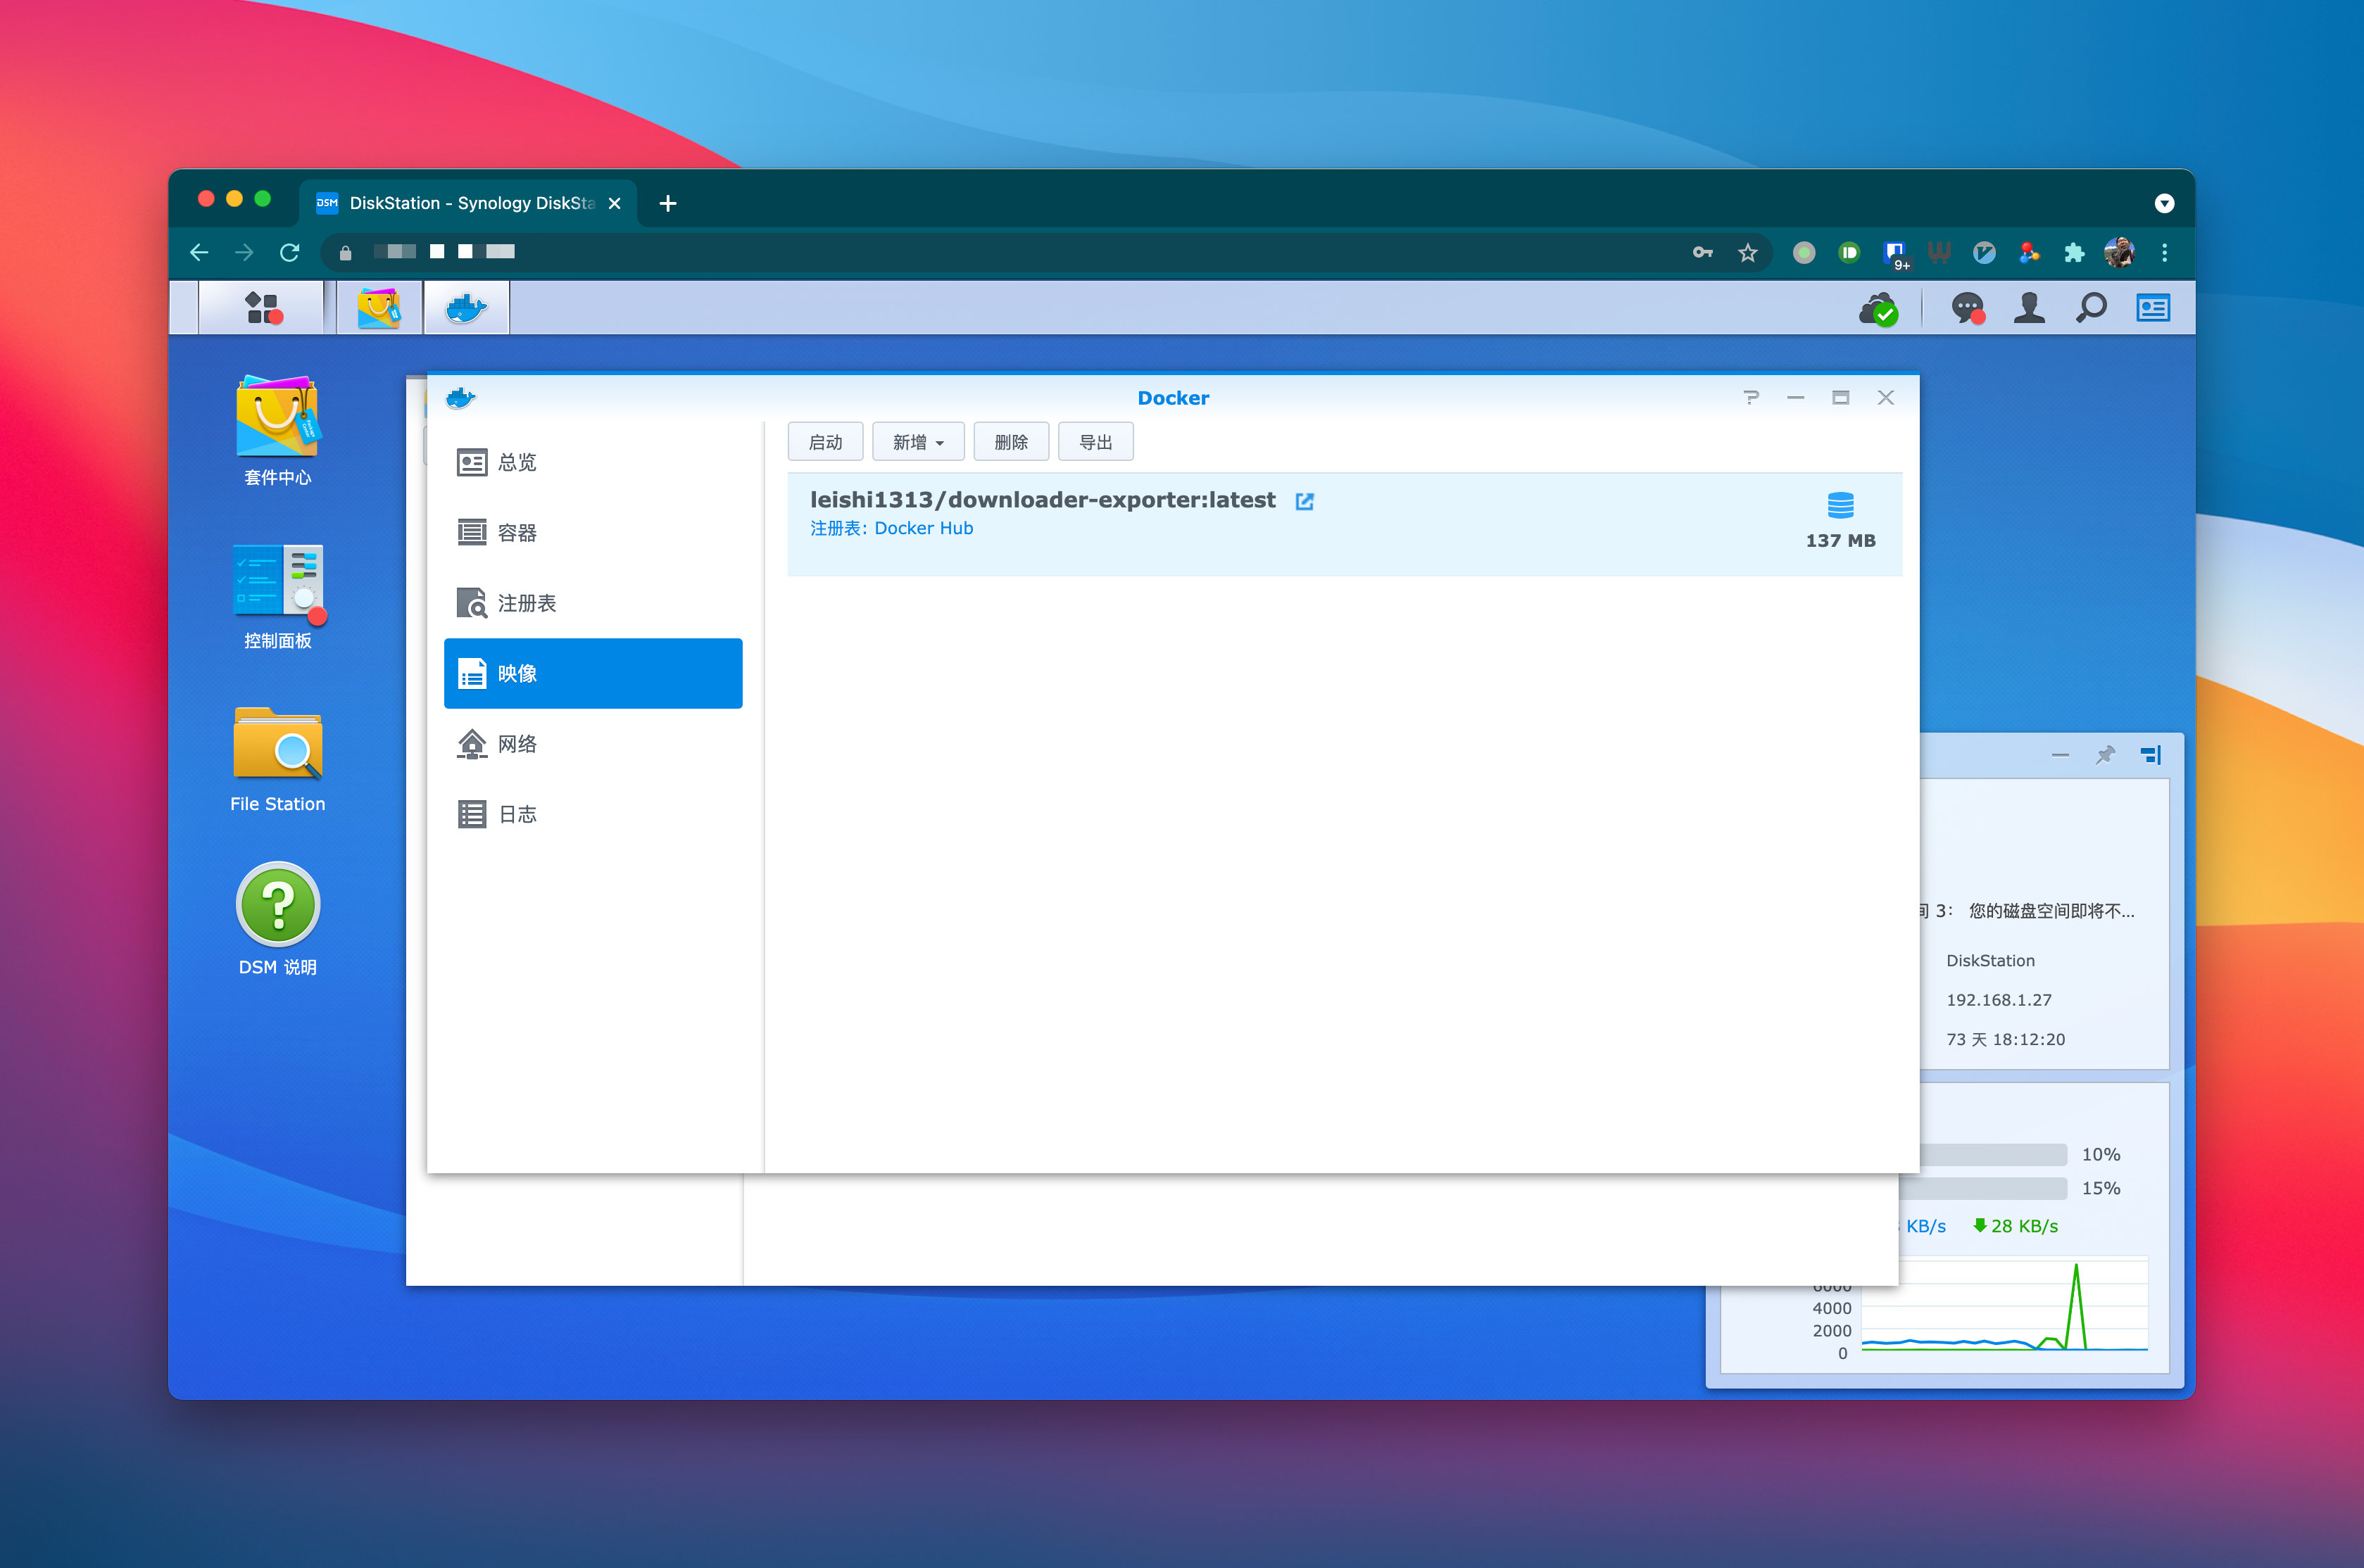 DSM DiskStation - Synology DiskSta
9+
Docker
套件中心
控制面板
File Station
DSM 说明
总览
容器
注册表
映像
网络
日志
启动 新增 删除 导出
leishi1313/downloader-exporter:latest
注册表: Docker Hub
137 MB
3： 您的磁盘空间即将不...
DiskStation
192.168.1.27
73 天 18:12:20
10%
15%
KB/s 28 KB/s
6000
4000
2000
0